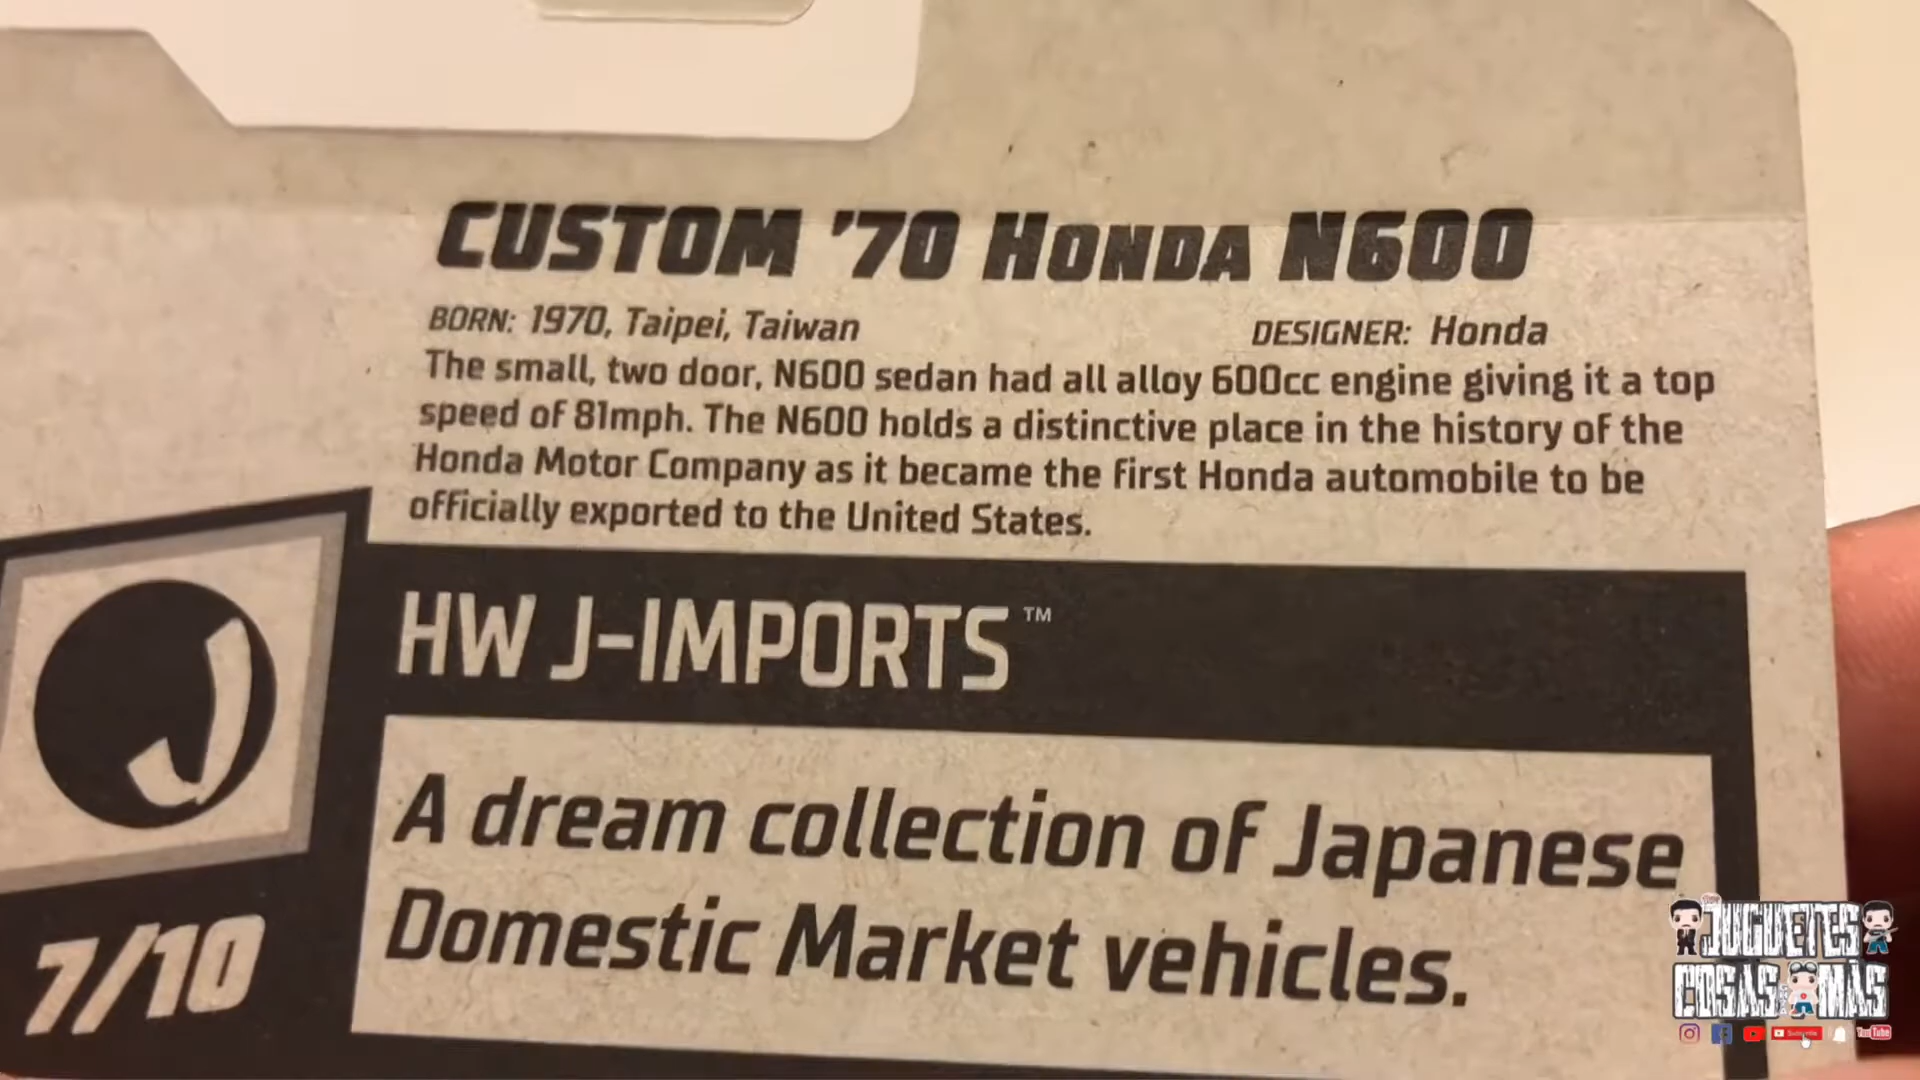 CUSTOM '70 HONDA N600
BORN: 1970, Taipei, Taiwan DESIGNER: Honda
The small, two door, N600 sedan had all alloy 600cc engine giving it a top
speed of 81mph. The N600 holds a distinctive place in the history of the
Honda Motor Company as it became the first Honda automobile to be
officially exported to the United States.
HW J-IMPORTS™
J
A dream collection of Japanese
Domestic Market vehicles.
7/10
JUGUETES
COSAS MÁS
Subscribe
YouTube